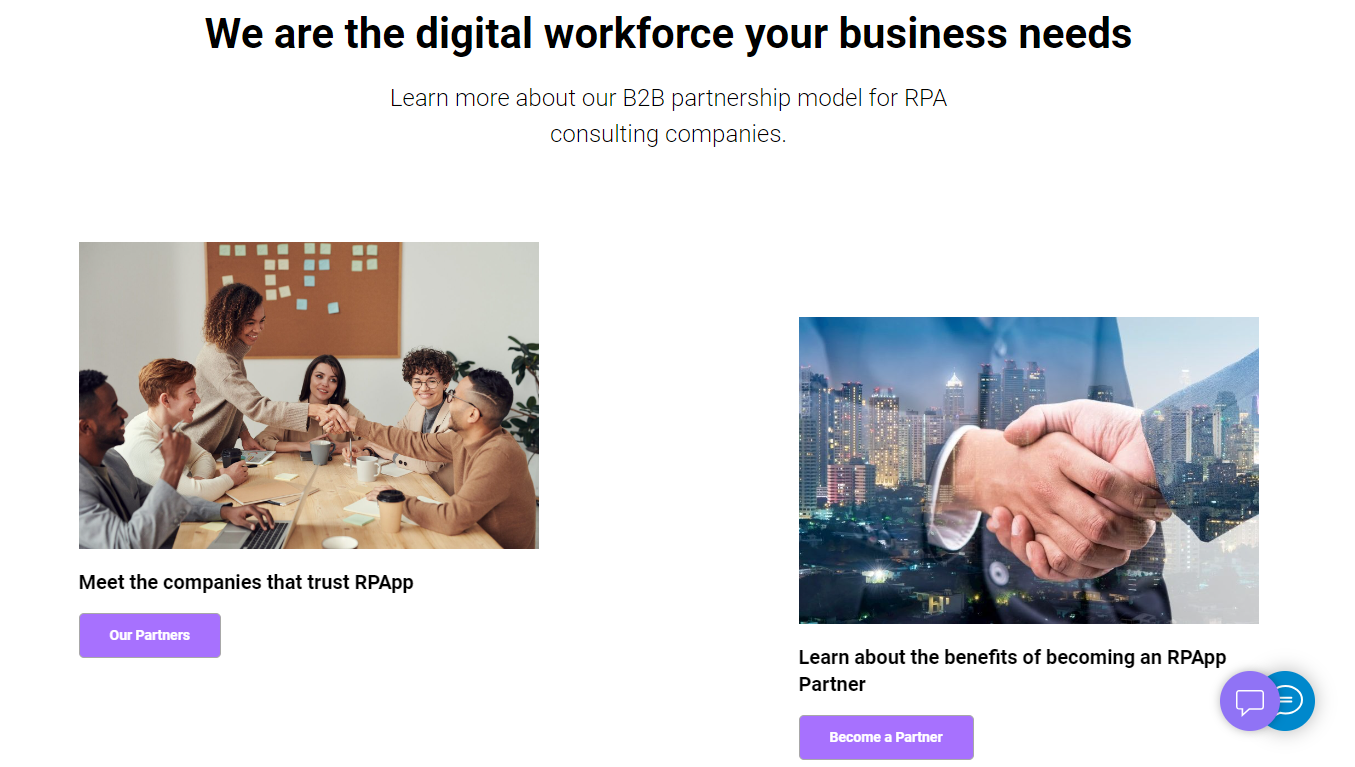 We are the digital workforce your business needs
Learn more about our B2B partnership model for RPA
consulting companies.
Meet the companies that trust RPApp
Our Partners
Learn about the benefits of becoming an RPApp
Partner
Become a Partner